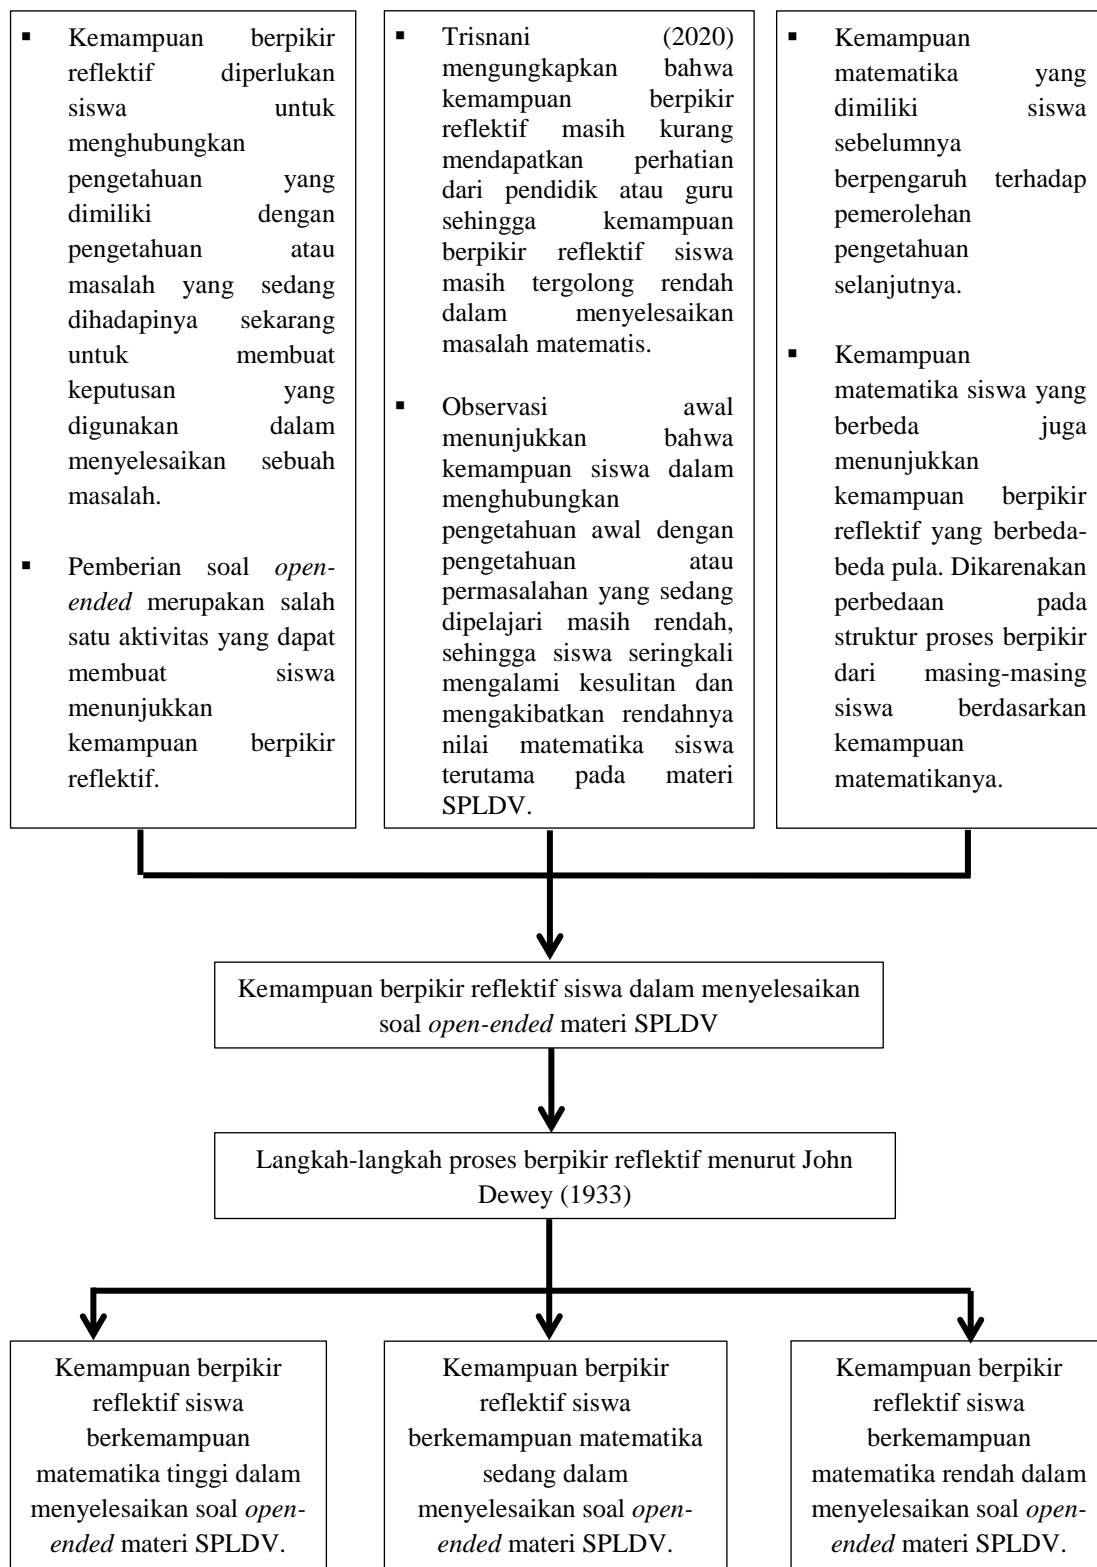 ▪ Kemampuan berpikir
reflektif diperlukan
siswa untuk
menghubungkan
pengetahuan yang
dimiliki dengan
pengetahuan atau
masalah yang sedang
dihadapinya sekarang
untuk membuat
keputusan yang
digunakan dalam
menyelesaikan sebuah
masalah.
▪ Pemberian soal open-
ended merupakan salah
satu aktivitas yang dapat
membuat siswa
menunjukkan
kemampuan berpikir
reflektif.
▪ Trisnani (2020)
mengungkapkan bahwa
kemampuan berpikir
reflektif masih kurang
mendapatkan perhatian
dari pendidik atau guru
sehingga kemampuan
berpikir reflektif siswa
masih tergolong rendah
dalam menyelesaikan
masalah matematis.
▪ Observasi awal
menunjukkan bahwa
kemampuan siswa dalam
menghubungkan
pengetahuan awal dengan
pengetahuan atau
permasalahan yang sedang
dipelajari masih rendah,
sehingga siswa seringkali
mengalami kesulitan dan
mengakibatkan rendahnya
nilai matematika siswa
terutama pada materi
SPLDV.
▪ Kemampuan
matematika yang
dimiliki siswa
sebelumnya
berpengaruh terhadap
pemerolehan
pengetahuan
selanjutnya.
▪ Kemampuan
matematika siswa yang
berbeda juga
menunjukkan
kemampuan berpikir
reflektif yang berbeda-
beda pula. Dikarenakan
perbedaan pada
struktur proses berpikir
dari masing-masing
siswa berdasarkan
kemampuan
matematikanya.
Kemampuan berpikir reflektif siswa dalam menyelesaikan
soal open-ended materi SPLDV
Langkah-langkah proses berpikir reflektif menurut John
Dewey (1933)
Kemampuan berpikir
reflektif siswa
berkemampuan
matematika tinggi dalam
menyelesaikan soal open-
ended materi SPLDV.
Kemampuan berpikir
reflektif siswa
berkemampuan matematika
sedang dalam
menyelesaikan soal open-
ended materi SPLDV.
Kemampuan berpikir
reflektif siswa
berkemampuan
matematika rendah dalam
menyelesaikan soal open-
ended materi SPLDV.